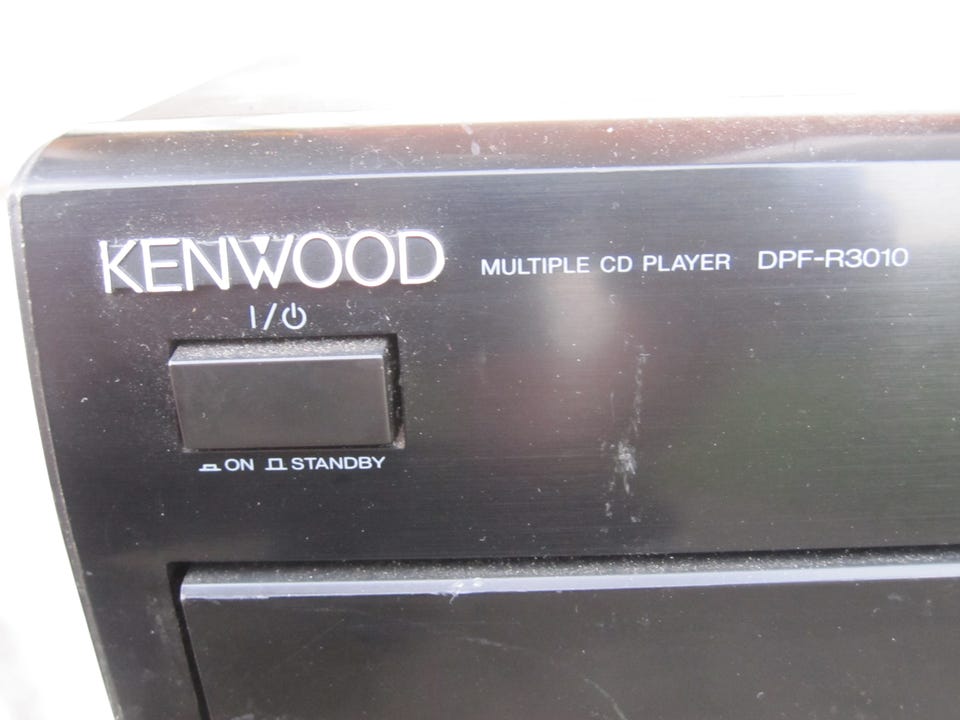 KENWOOD MULTIPLE CD PLAYER DPF-R3010
I/⏻
ON STANDBY